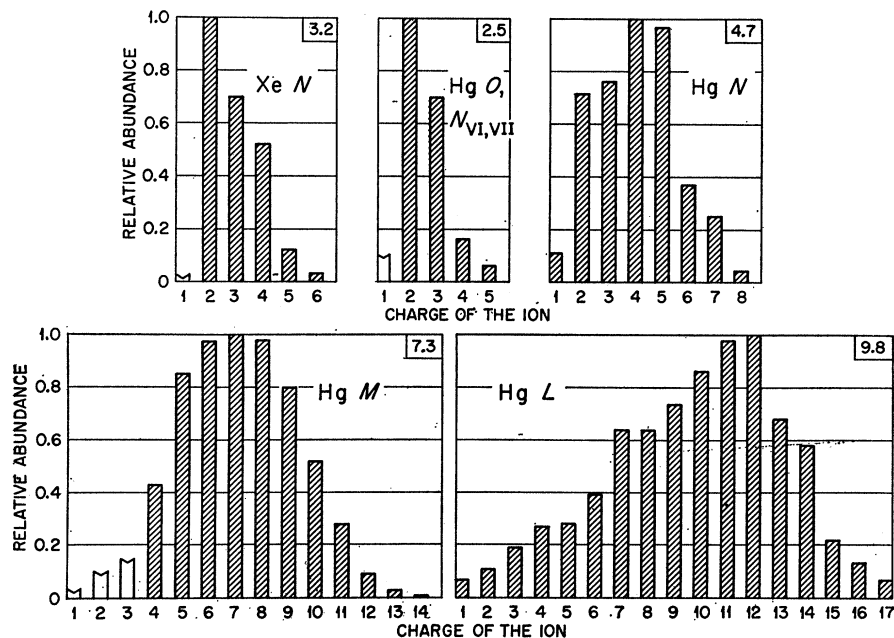 RELATIVE ABUNDANCE
1.0
0.8
0.6
0.4
0.2
0
3.2
Xe N
1 2 3 4 5 6
2.5
Hg O,
N VI,VII
1 2 3 4 5
4.7
Hg N
1 2 3 4 5 6 7 8
CHARGE OF THE ION
RELATIVE ABUNDANCE
1.0
0.8
0.6
0.4
0.2
0
7.3
Hg M
1 2 3 4 5 6 7 8 9 10 11 12 13 14
9.8
Hg L
1 2 3 4 5 6 7 8 9 10 11 12 13 14 15 16 17
CHARGE OF THE ION